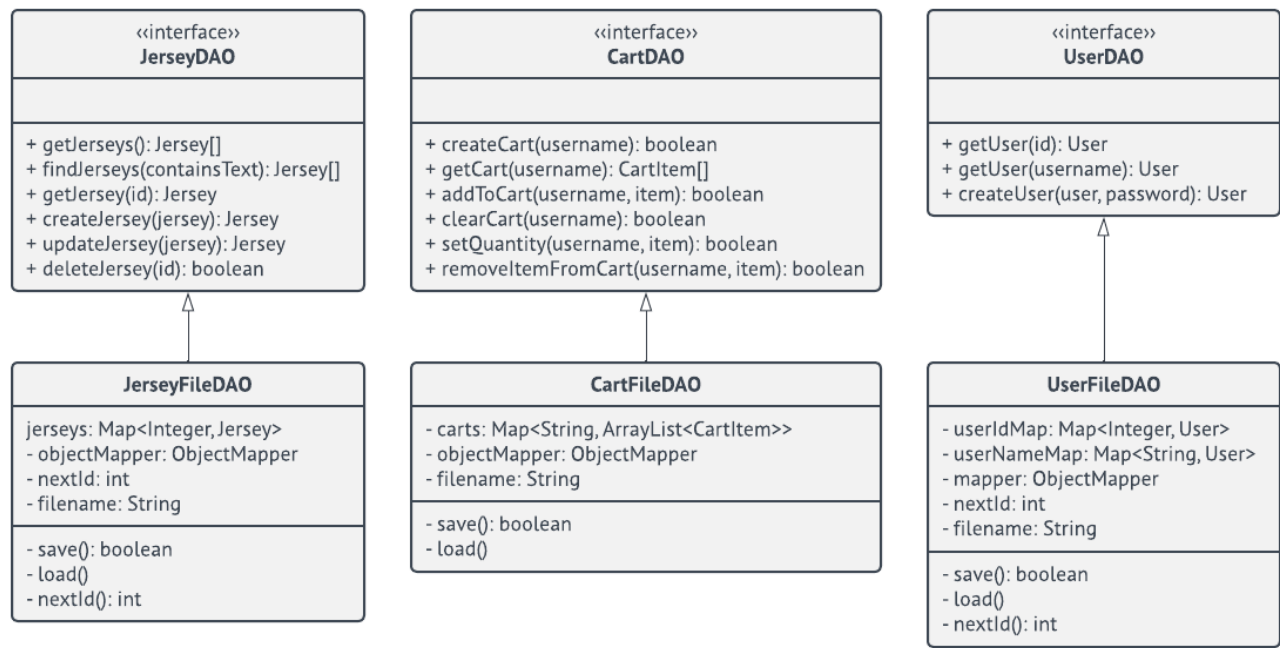 ‹‹interface››
JerseyDAO
+ getJerseys(): Jersey[]
+ findJerseys(containsText): Jersey[]
+ getJersey(id): Jersey
+ createJersey(jersey): Jersey
+ updateJersey(jersey): Jersey
+ deleteJersey(id): boolean
‹‹interface››
CartDAO
+ createCart(username): boolean
+ getCart(username): CartItem[]
+ addToCart(username, item): boolean
+ clearCart(username): boolean
+ setQuantity(username, item): boolean
+ removeItemFromCart(username, item): boolean
‹‹interface››
UserDAO
+ getUser(id): User
+ getUser(username): User
+ createUser(user, password): User
JerseyFileDAO
jerseys: Map<Integer,Jersey>
- objectMapper: ObjectMapper
- nextId: int
- filename: String
- save(): boolean
- load()
- nextId(): int
CartFileDAO
- carts: Map<String, ArrayList<CartItem>>
- objectMapper: ObjectMapper
- filename: String
- save(): boolean
- load()
UserFileDAO
- userIdMap: Map<Integer, User>
- userNameMap: Map<String, User>
- mapper: ObjectMapper
- nextId: int
- filename: String
- save(): boolean
- load()
- nextId(): int